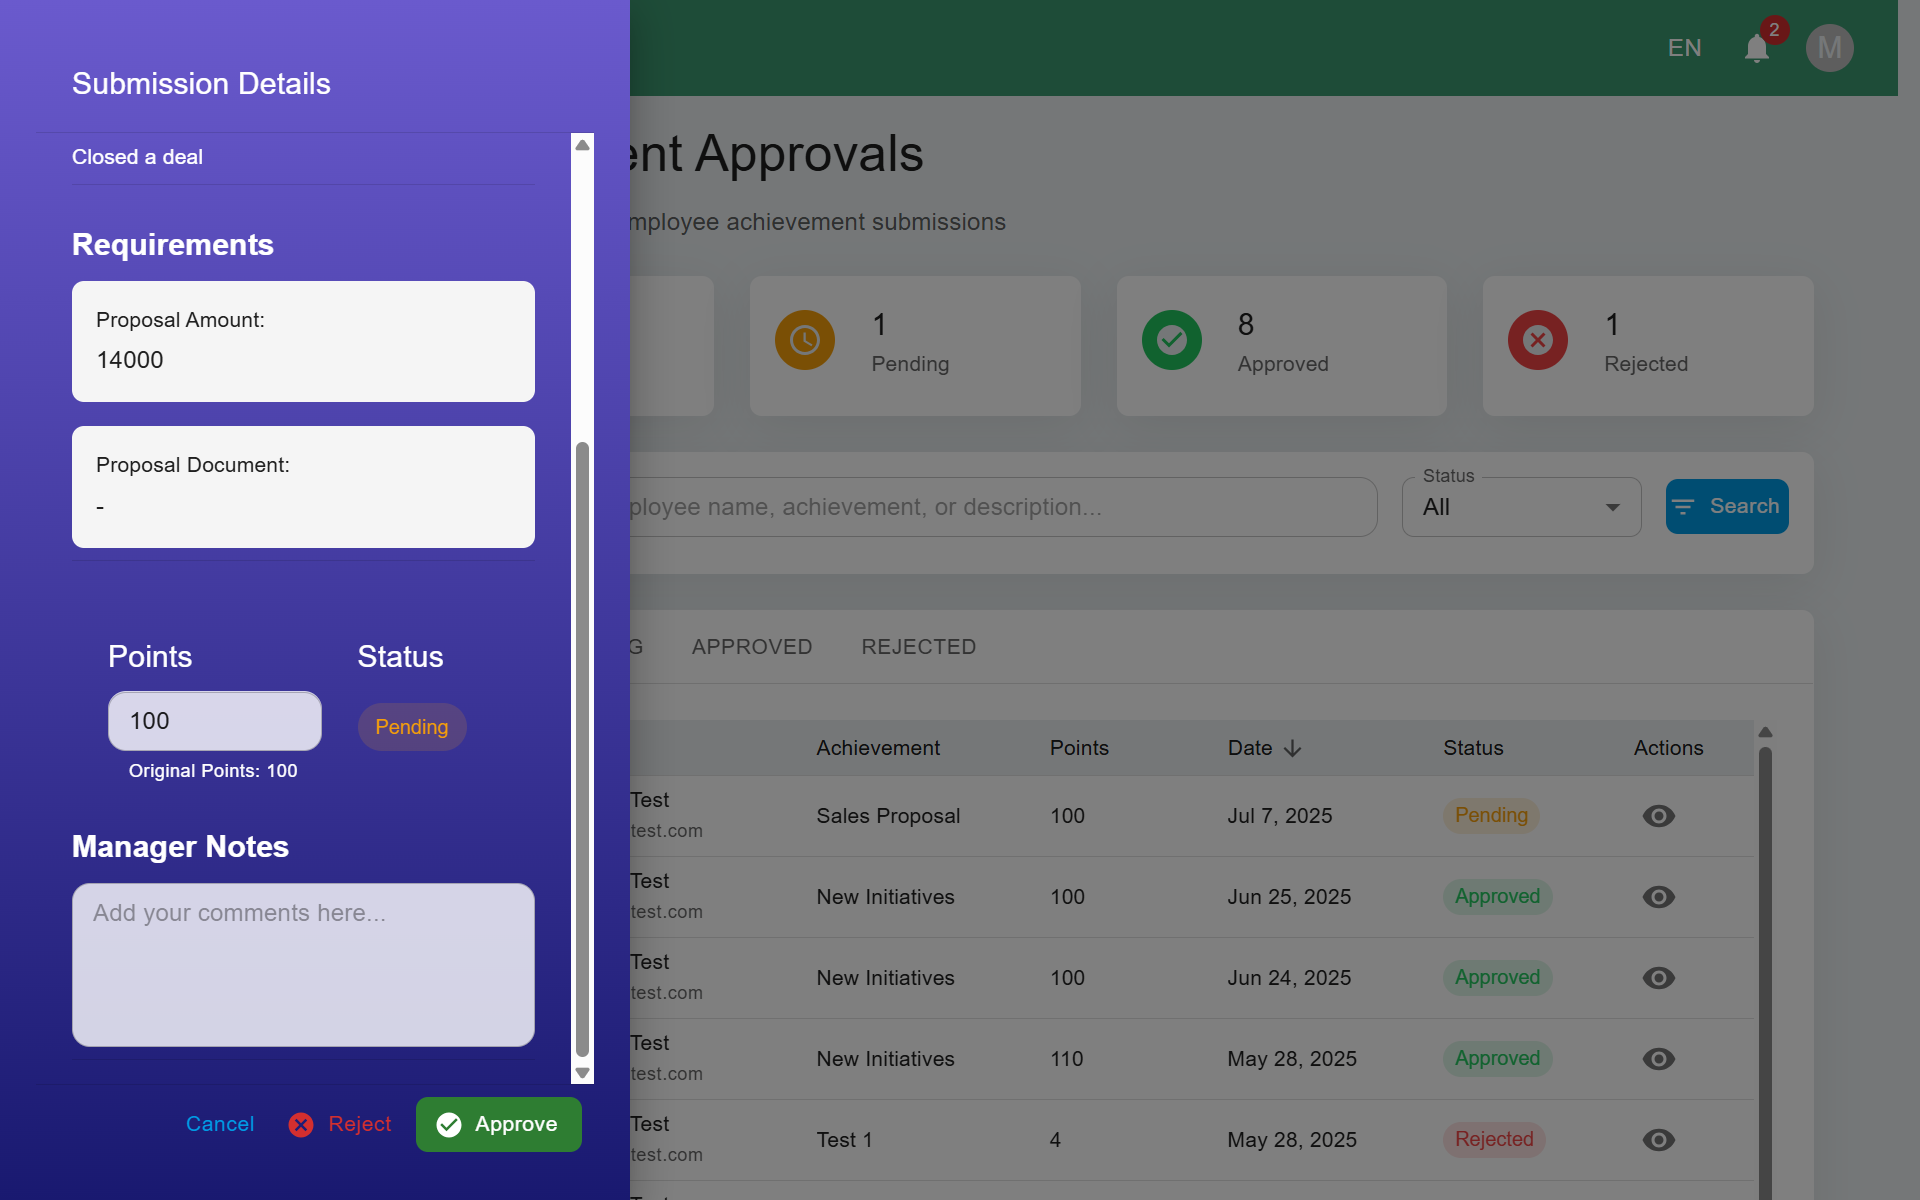 Submission Details
Closed a deal
Requirements
Proposal Amount:
14000
Proposal Document:
-
Points
Status
100
Pending
Original Points: 100
Manager Notes
Add your comments here...
Cancel
Reject
Approve
EN
2
M
ent Approvals
mployee achievement submissions
1
Pending
8
Approved
1
Rejected
ployee name, achievement, or description...
Status
All
Search
G
APPROVED
REJECTED
Achievement Points Date Status Actions
Test
test.com
Sales Proposal 100 Jul 7, 2025 Pending
Test
test.com
New Initiatives 100 Jun 25, 2025 Approved
Test
test.com
New Initiatives 100 Jun 24, 2025 Approved
Test
test.com
New Initiatives 110 May 28, 2025 Approved
Test
test.com
Test 1 4 May 28, 2025 Rejected